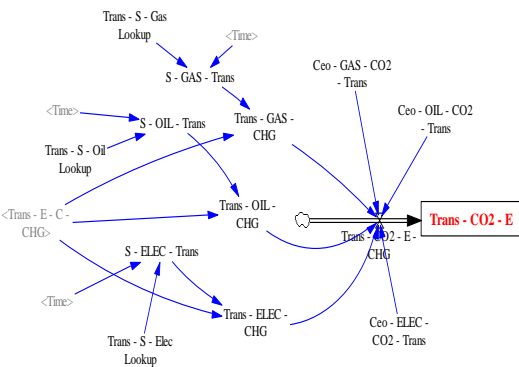 Trans - S - Gas
Lookup
<Time>
S - GAS - Trans
Ceo - GAS - CO2
- Trans
<Time>
S - OIL - Trans
Trans - GAS -
CHG
Ceo - OIL - CO2
- Trans
Trans - S - Oil
Lookup
<Trans - E - C -
CHG>
Trans - OIL -
CHG
Trans - CO2 - E
Trans - CO2 - E -
CHG
S - ELEC - Trans
<Time>
Trans - ELEC -
CHG
Ceo - ELEC -
CO2 - Trans
Trans - S - Elec
Lookup